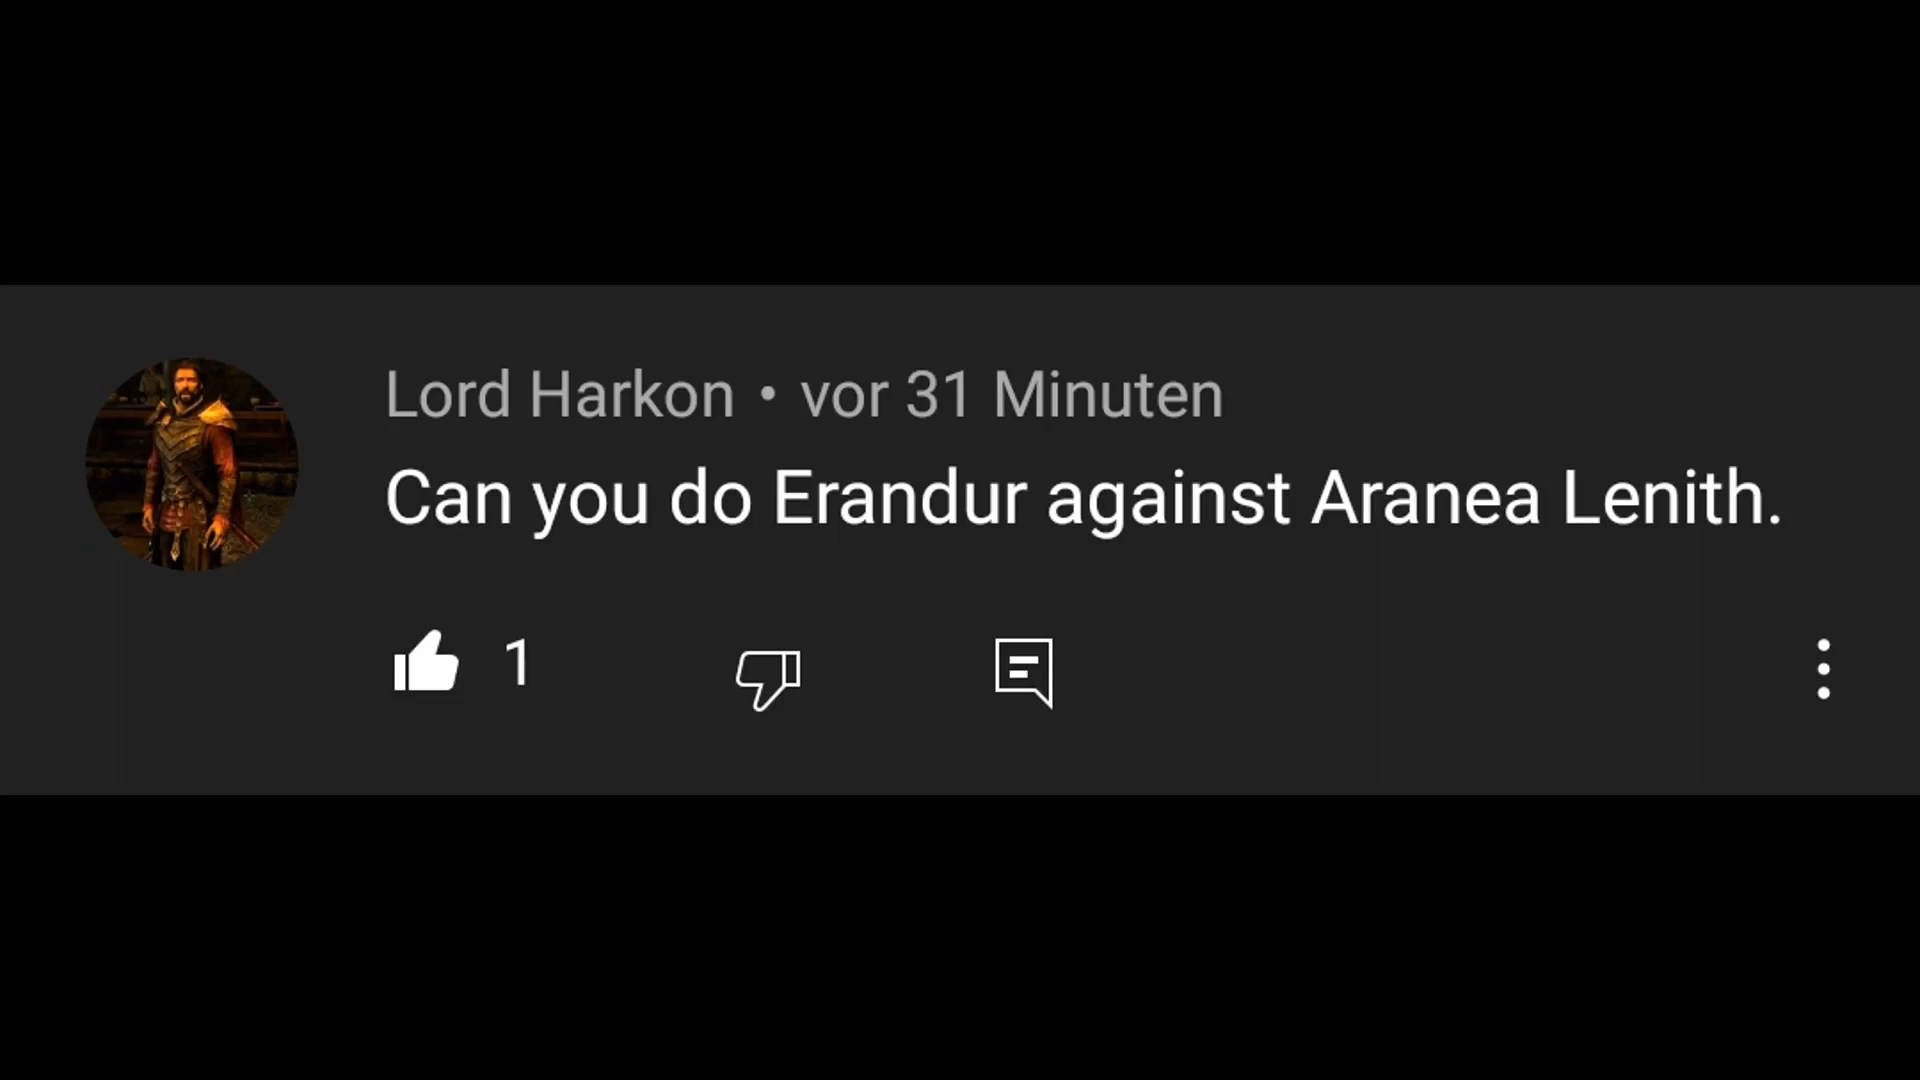 Lord Harkon • vor 31 Minuten
Can you do Erandur against Aranea Lenith.
1